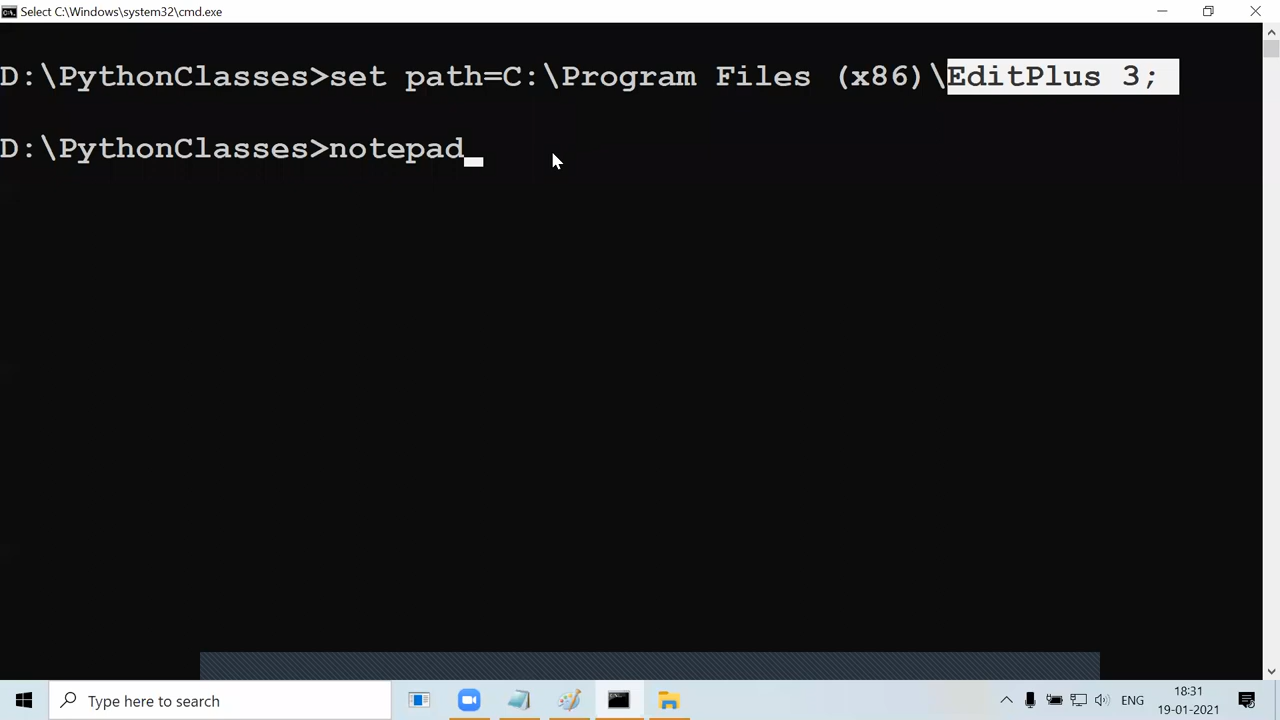 Select C:\Windows\system32\cmd.exe
D:\PythonClasses>set path=C:\Program Files (x86)\EditPlus 3;
D:\PythonClasses>notepad
Type here to search
ENG
18:31
19-01-2021